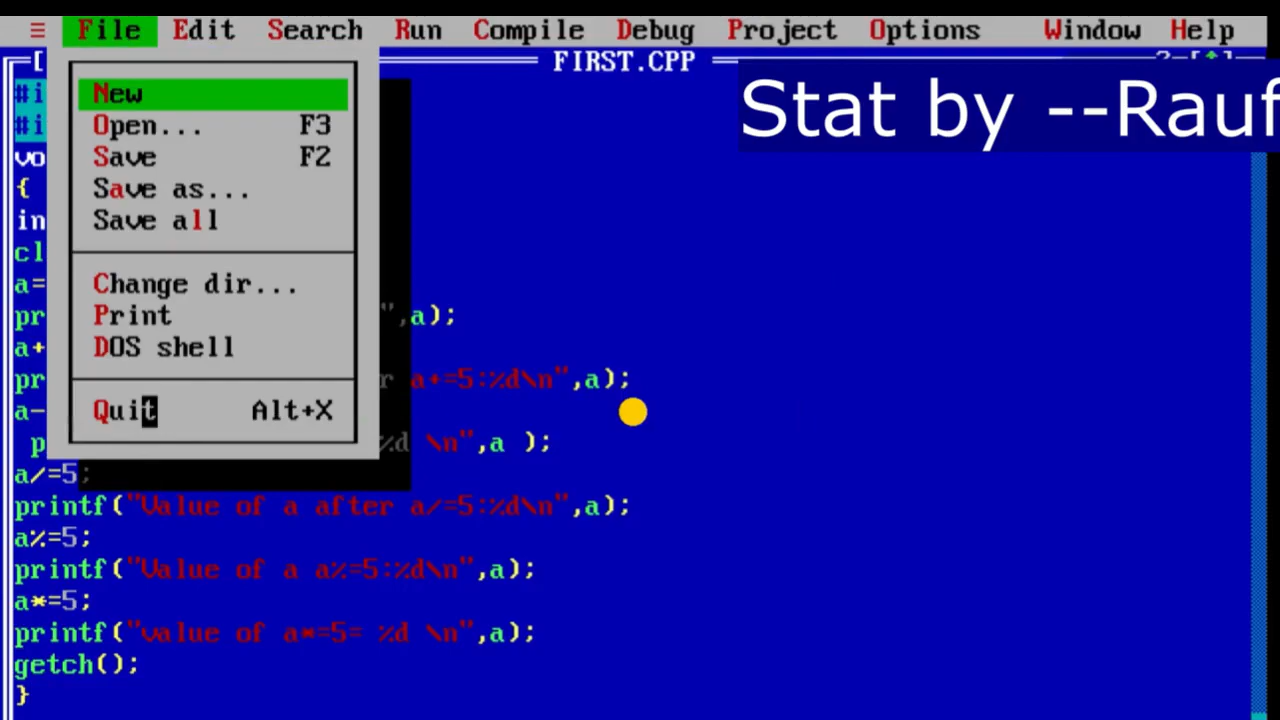 ≡ File Edit Search Run Compile Debug Project Options Window Help
FIRST.CPP
Stat by --Rauf
New
Open... F3
Save F2
Save as...
Save all
Change dir...
Print
DOS shell
Quit Alt+X
#i
#i
vo
{
in
cl
a=
pr ",a);
a+
pr r a+=5:%d\n",a);
a-
p %d \n",a );
a/=5;
printf("Value of a after a/=5:%d\n",a);
a%=5;
printf("Value of a a%=5:%d\n",a);
a*=5;
printf("value of a*=5= %d \n",a);
getch();
}